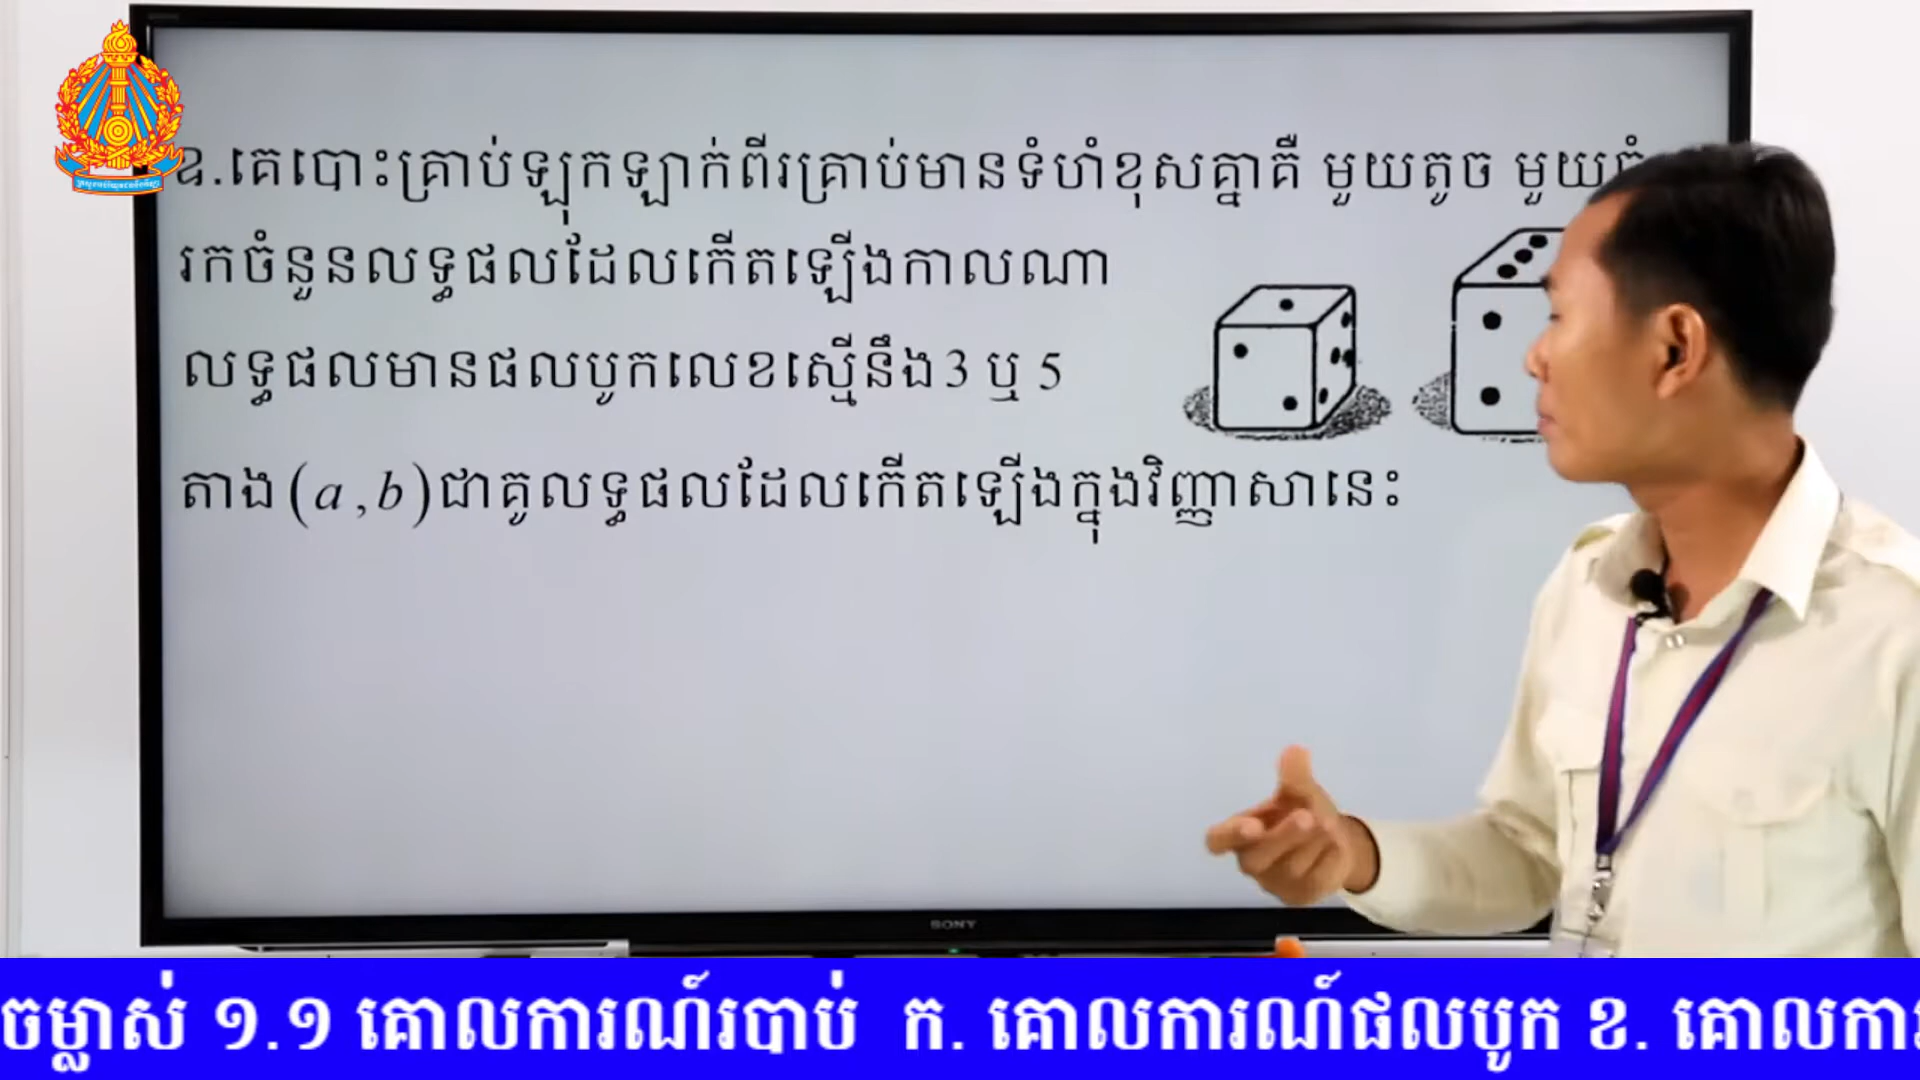 ឧ.គេបោះគ្រាប់ឡុកឡាក់ពីរគ្រាប់មានទំហំខុសគ្នាគឺ មួយតូច មួយធំ
រកចំនួនលទ្ធផលដែលកើតឡើងកាលណា
លទ្ធផលមានផលបូកលេខស្មើនឹង 3 ឬ 5
តាង (a,b) ជាគូលទ្ធផលដែលកើតឡើងក្នុងវិញ្ញាសានេះ
SONY
ចម្លាស់ ១.១ គោលការណ៍របាប់ ក. គោលការណ៍ផលបូក ខ. គោលការ